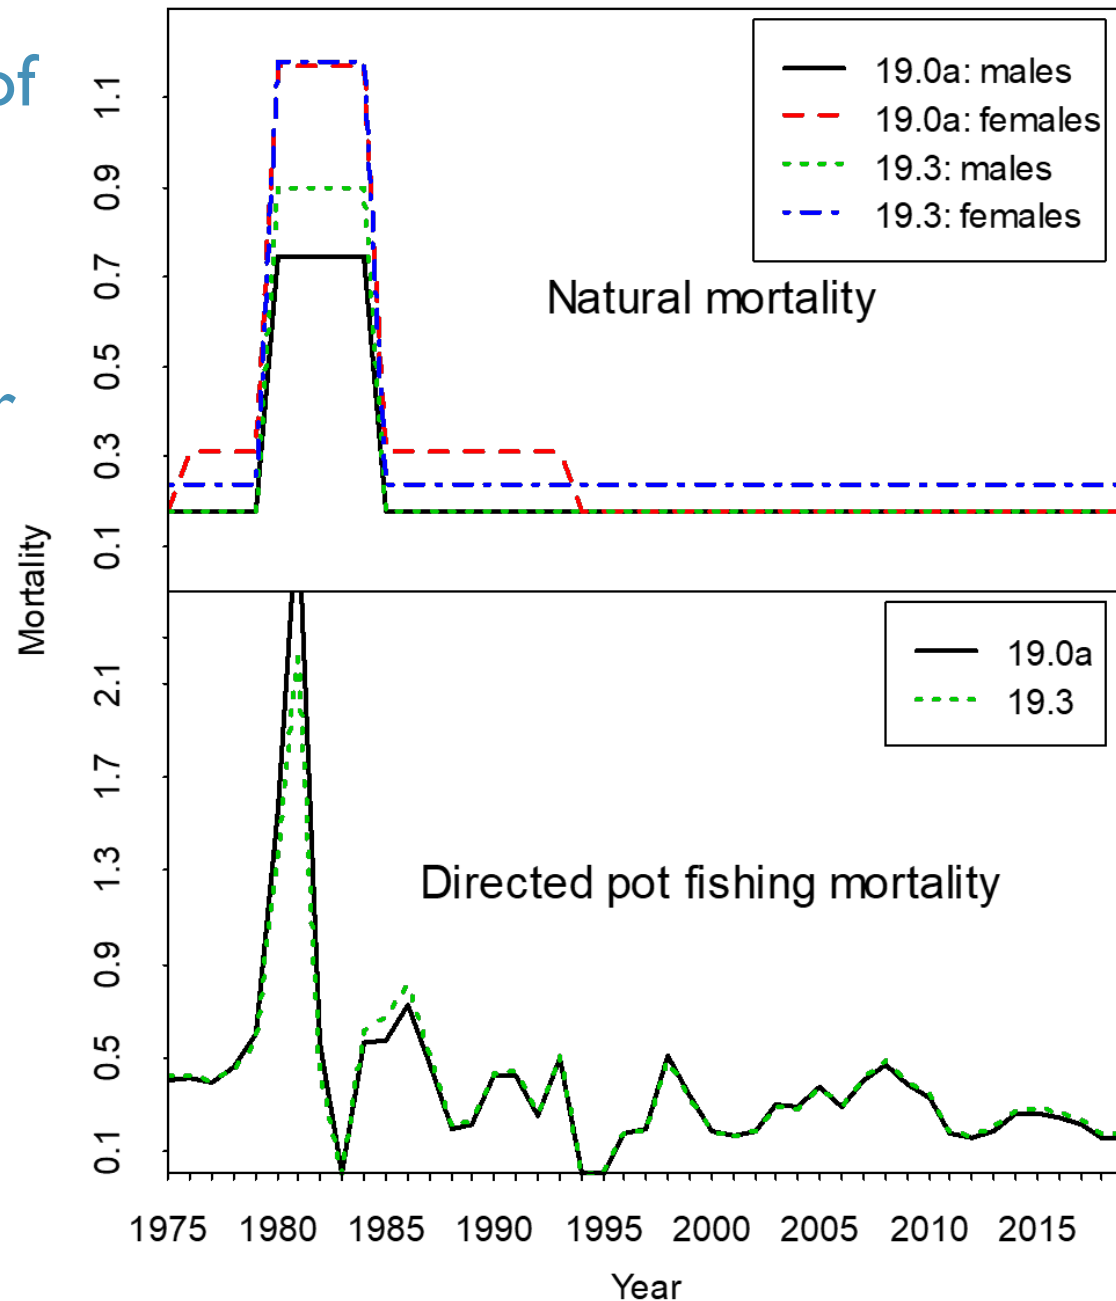 of
r
19.0a: males
19.0a: females
19.3: males
19.3: females
Natural mortality
1.1
0.9
0.7
0.5
0.3
0.1
Mortality
19.0a
19.3
Directed pot fishing mortality
2.1
1.7
1.3
0.9
0.5
0.1
1975 1980 1985 1990 1995 2000 2005 2010 2015
Year